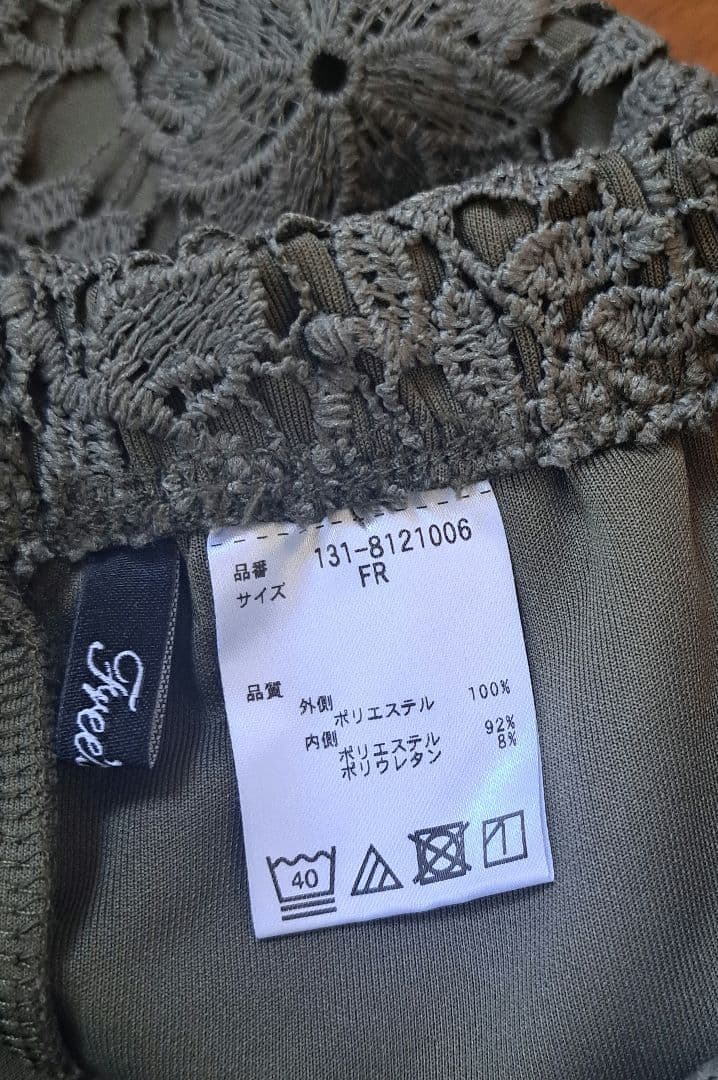 品番 131-8121006
サイズ FR
品質 外側 ポリエステル 100%
内側 ポリエステル 92%
ポリウレタン 8%
40